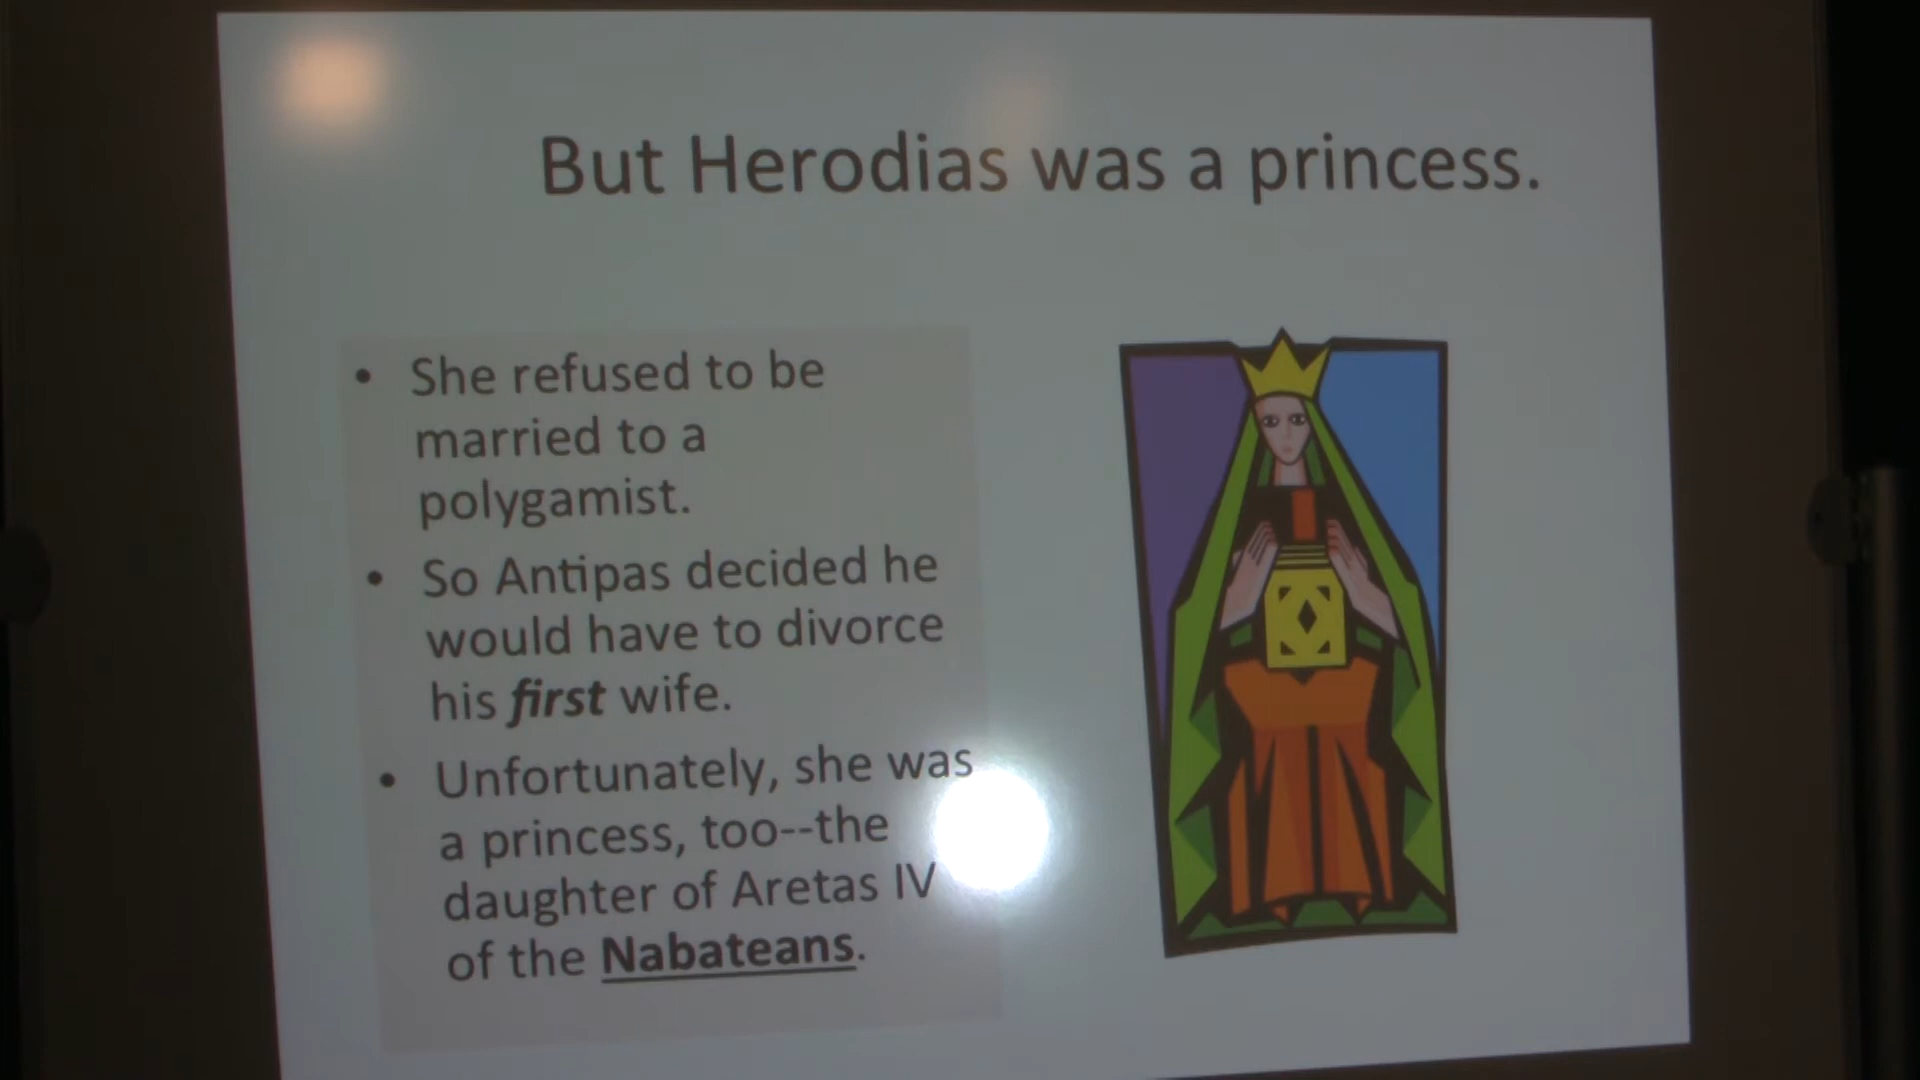 But Herodias was a princess.
• She refused to be
married to a
polygamist.
• So Antipas decided he
would have to divorce
his first wife.
• Unfortunately, she was
a princess, too--the
daughter of Aretas IV
of the Nabateans.